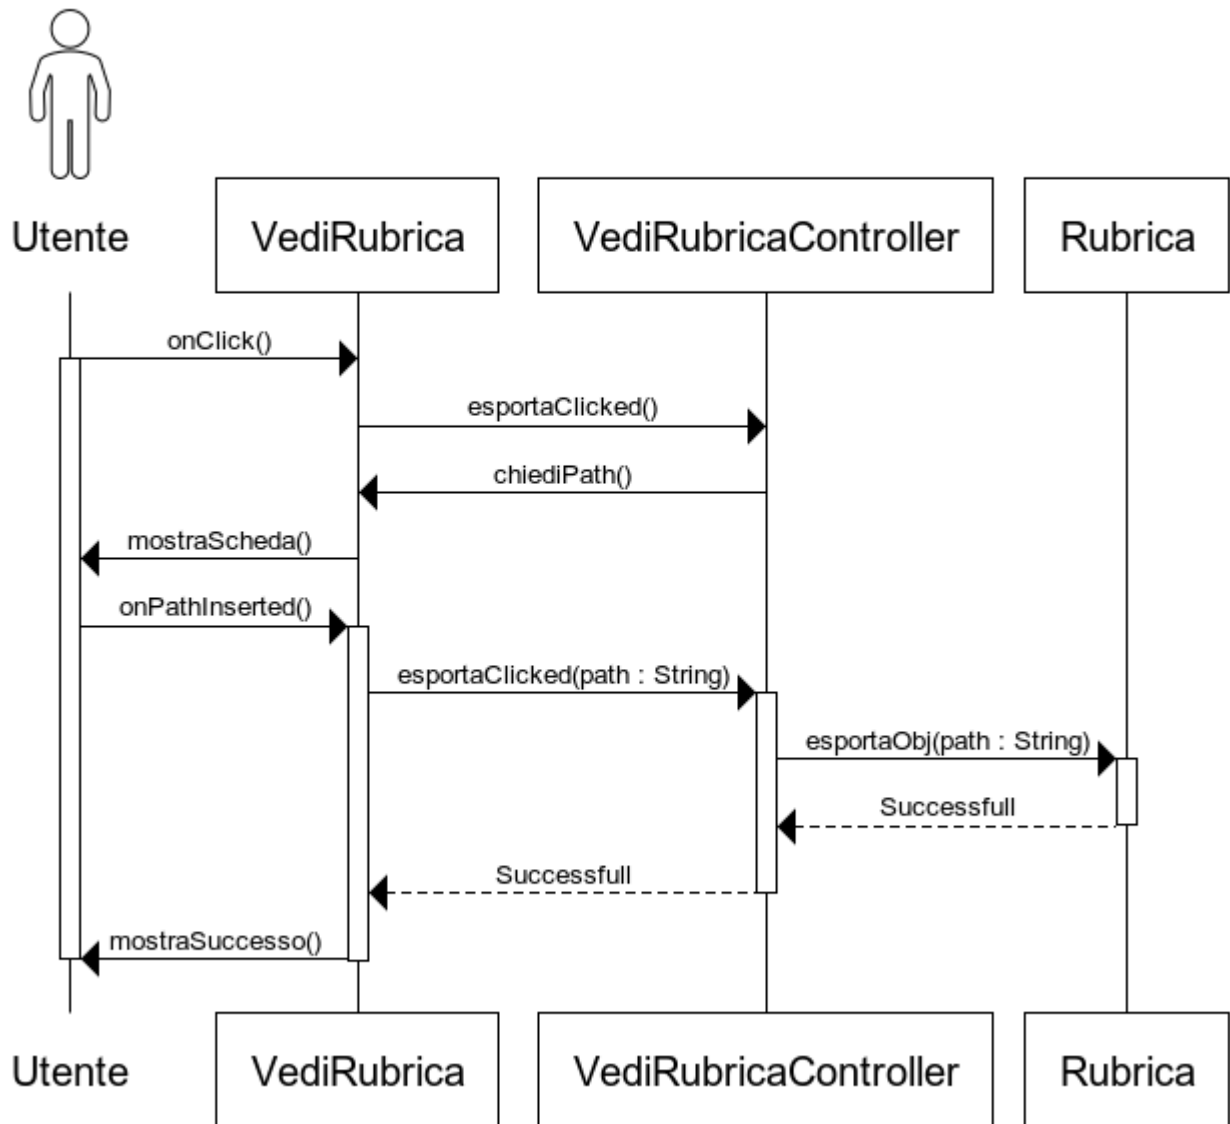 Utente
VediRubrica
VediRubricaController
Rubrica
onClick()
esportaClicked()
chiediPath()
mostraScheda()
onPathInserted()
esportaClicked(path : String)
esportaObj(path : String)
Successfull
Successfull
mostraSuccesso()
Utente
VediRubrica
VediRubricaController
Rubrica